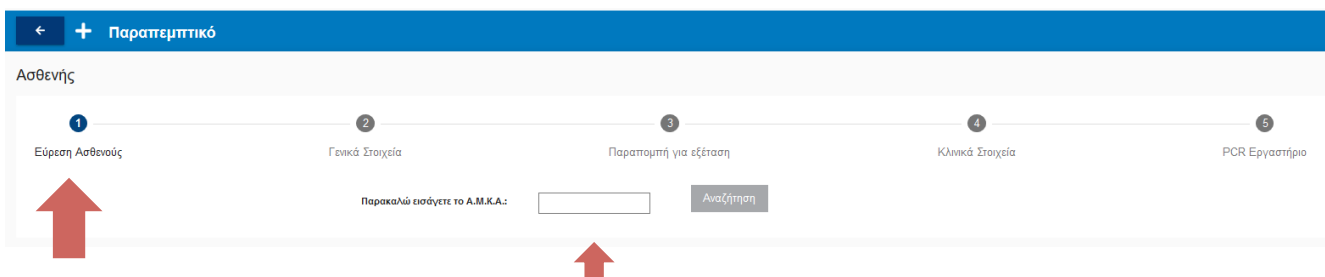 Παραπεμπτικό
Ασθενής
1 2 3 4 5
Εύρεση Ασθενούς Γενικά Στοιχεία Παραπομπή για εξέταση Κλινικά Στοιχεία PCR Εργαστήριο
Παρακαλώ εισάγετε το Α.Μ.Κ.Α.: Αναζήτηση